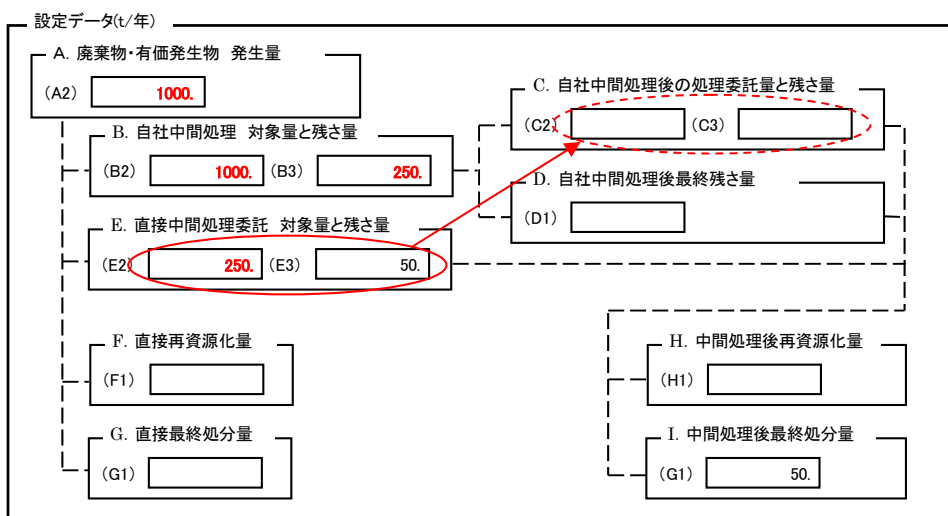 設定データ(t/年)
A. 廃棄物・有価発生物 発生量
(A2) 1000.
B. 自社中間処理 対象量と残さ量
(B2) 1000. (B3) 250.
C. 自社中間処理後の処理委託量と残さ量
(C2) (C3)
D. 自社中間処理後最終残さ量
(D1)
E. 直接中間処理委託 対象量と残さ量
(E2) 250. (E3) 50.
F. 直接再資源化量
(F1)
G. 直接最終処分量
(G1)
H. 中間処理後再資源化量
(H1)
I. 中間処理後最終処分量
(G1) 50.